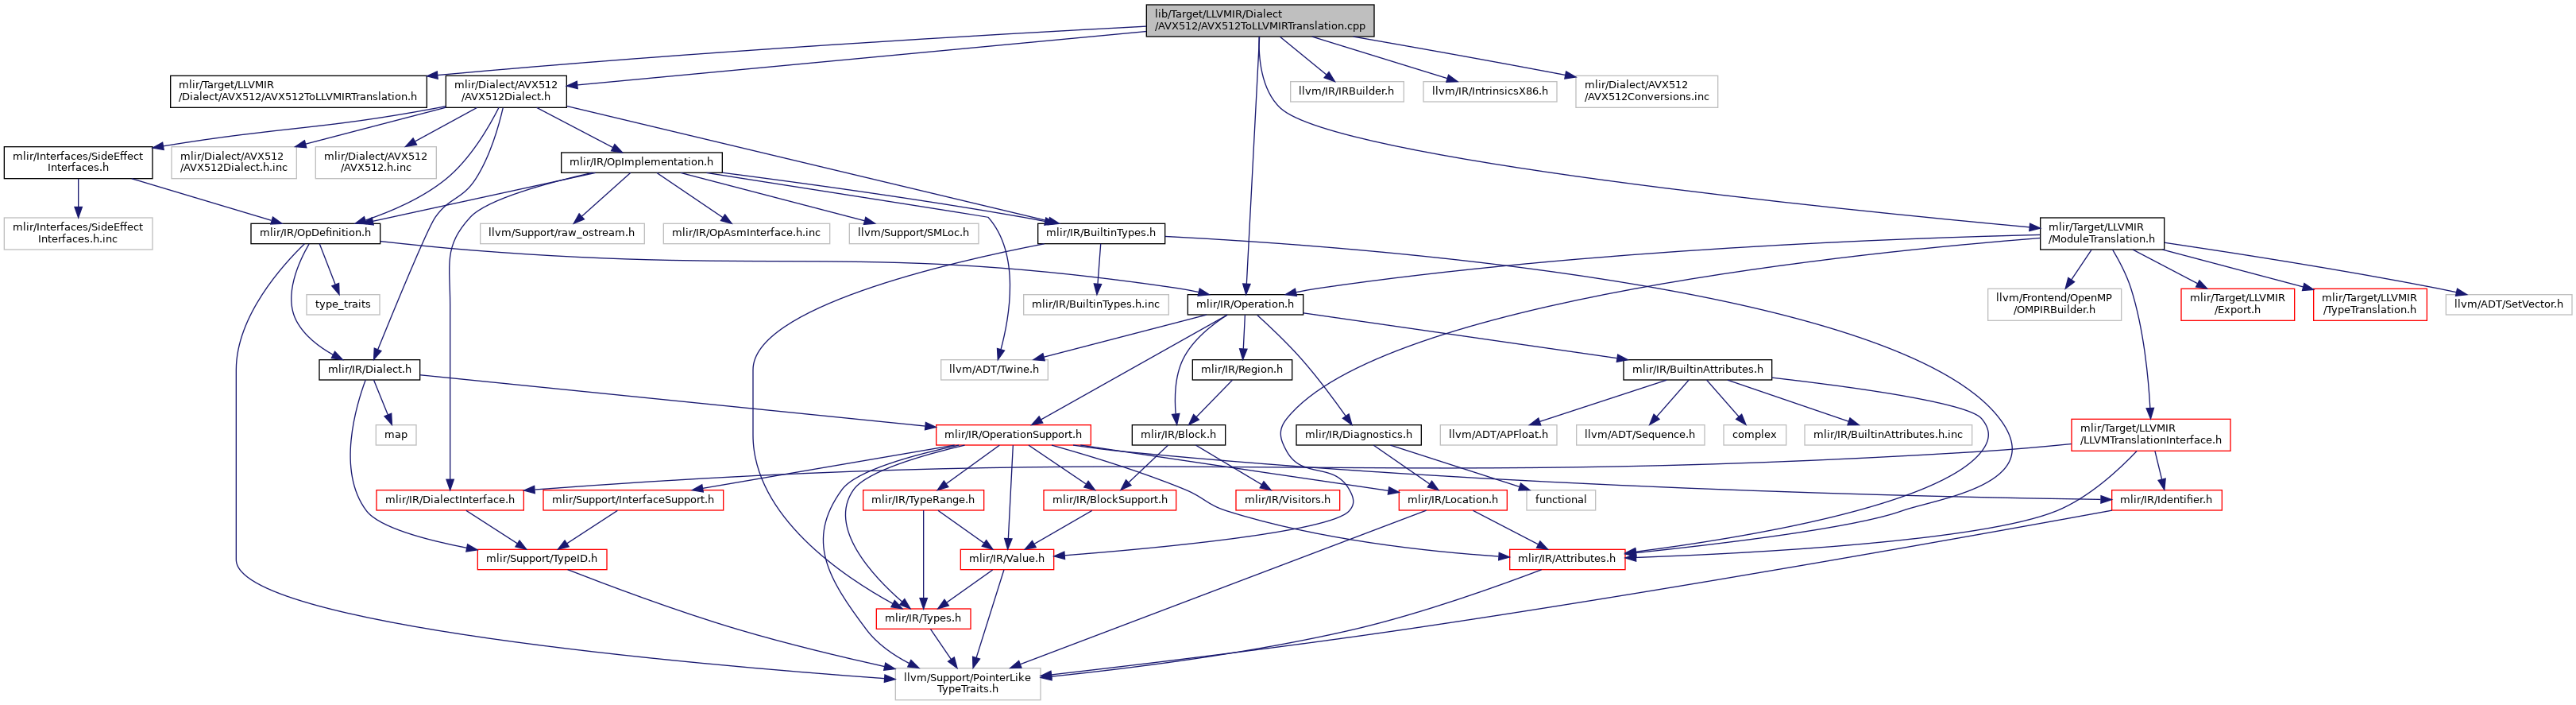 lib/Target/LLVMIR/Dialect
/AVX512/AVX512ToLLVMIRTranslation.cpp
mlir/Target/LLVMIR
/Dialect/AVX512/AVX512ToLLVMIRTranslation.h
mlir/Dialect/AVX512
/AVX512Dialect.h
llvm/IR/IRBuilder.h
llvm/IR/IntrinsicsX86.h
mlir/Dialect/AVX512
/AVX512Conversions.inc
mlir/Interfaces/SideEffect
Interfaces.h
mlir/Dialect/AVX512
/AVX512Dialect.h.inc
mlir/Dialect/AVX512
/AVX512.h.inc
mlir/IR/OpImplementation.h
mlir/Interfaces/SideEffect
Interfaces.h.inc
mlir/IR/OpDefinition.h
llvm/Support/raw_ostream.h
mlir/IR/OpAsmInterface.h.inc
llvm/Support/SMLoc.h
mlir/IR/BuiltinTypes.h
mlir/Target/LLVMIR
/ModuleTranslation.h
type_traits
mlir/IR/BuiltinTypes.h.inc
mlir/IR/Operation.h
llvm/Frontend/OpenMP
/OMPIRBuilder.h
mlir/Target/LLVMIR
/Export.h
mlir/Target/LLVMIR
/TypeTranslation.h
llvm/ADT/SetVector.h
mlir/IR/Dialect.h
llvm/ADT/Twine.h
mlir/IR/Region.h
mlir/IR/BuiltinAttributes.h
map
mlir/IR/OperationSupport.h
mlir/IR/Block.h
mlir/IR/Diagnostics.h
llvm/ADT/APFloat.h
llvm/ADT/Sequence.h
complex
mlir/IR/BuiltinAttributes.h.inc
mlir/Target/LLVMIR
/LLVMTranslationInterface.h
mlir/IR/DialectInterface.h
mlir/Support/InterfaceSupport.h
mlir/IR/TypeRange.h
mlir/IR/BlockSupport.h
mlir/IR/Visitors.h
mlir/IR/Location.h
functional
mlir/IR/Identifier.h
mlir/Support/TypeID.h
mlir/IR/Value.h
mlir/IR/Attributes.h
mlir/IR/Types.h
llvm/Support/PointerLike
TypeTraits.h